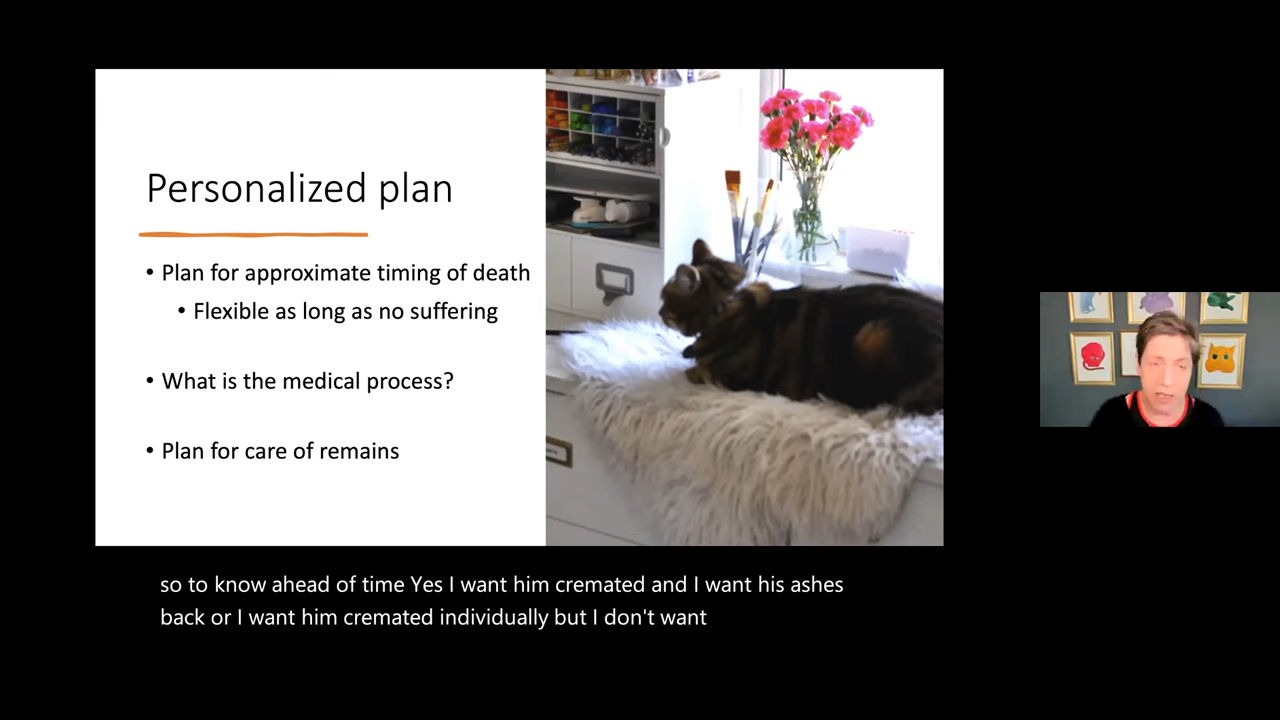 Personalized plan
• Plan for approximate timing of death
• Flexible as long as no suffering
• What is the medical process?
• Plan for care of remains
so to know ahead of time Yes I want him cremated and I want his ashes
back or I want him cremated individually but I don't want